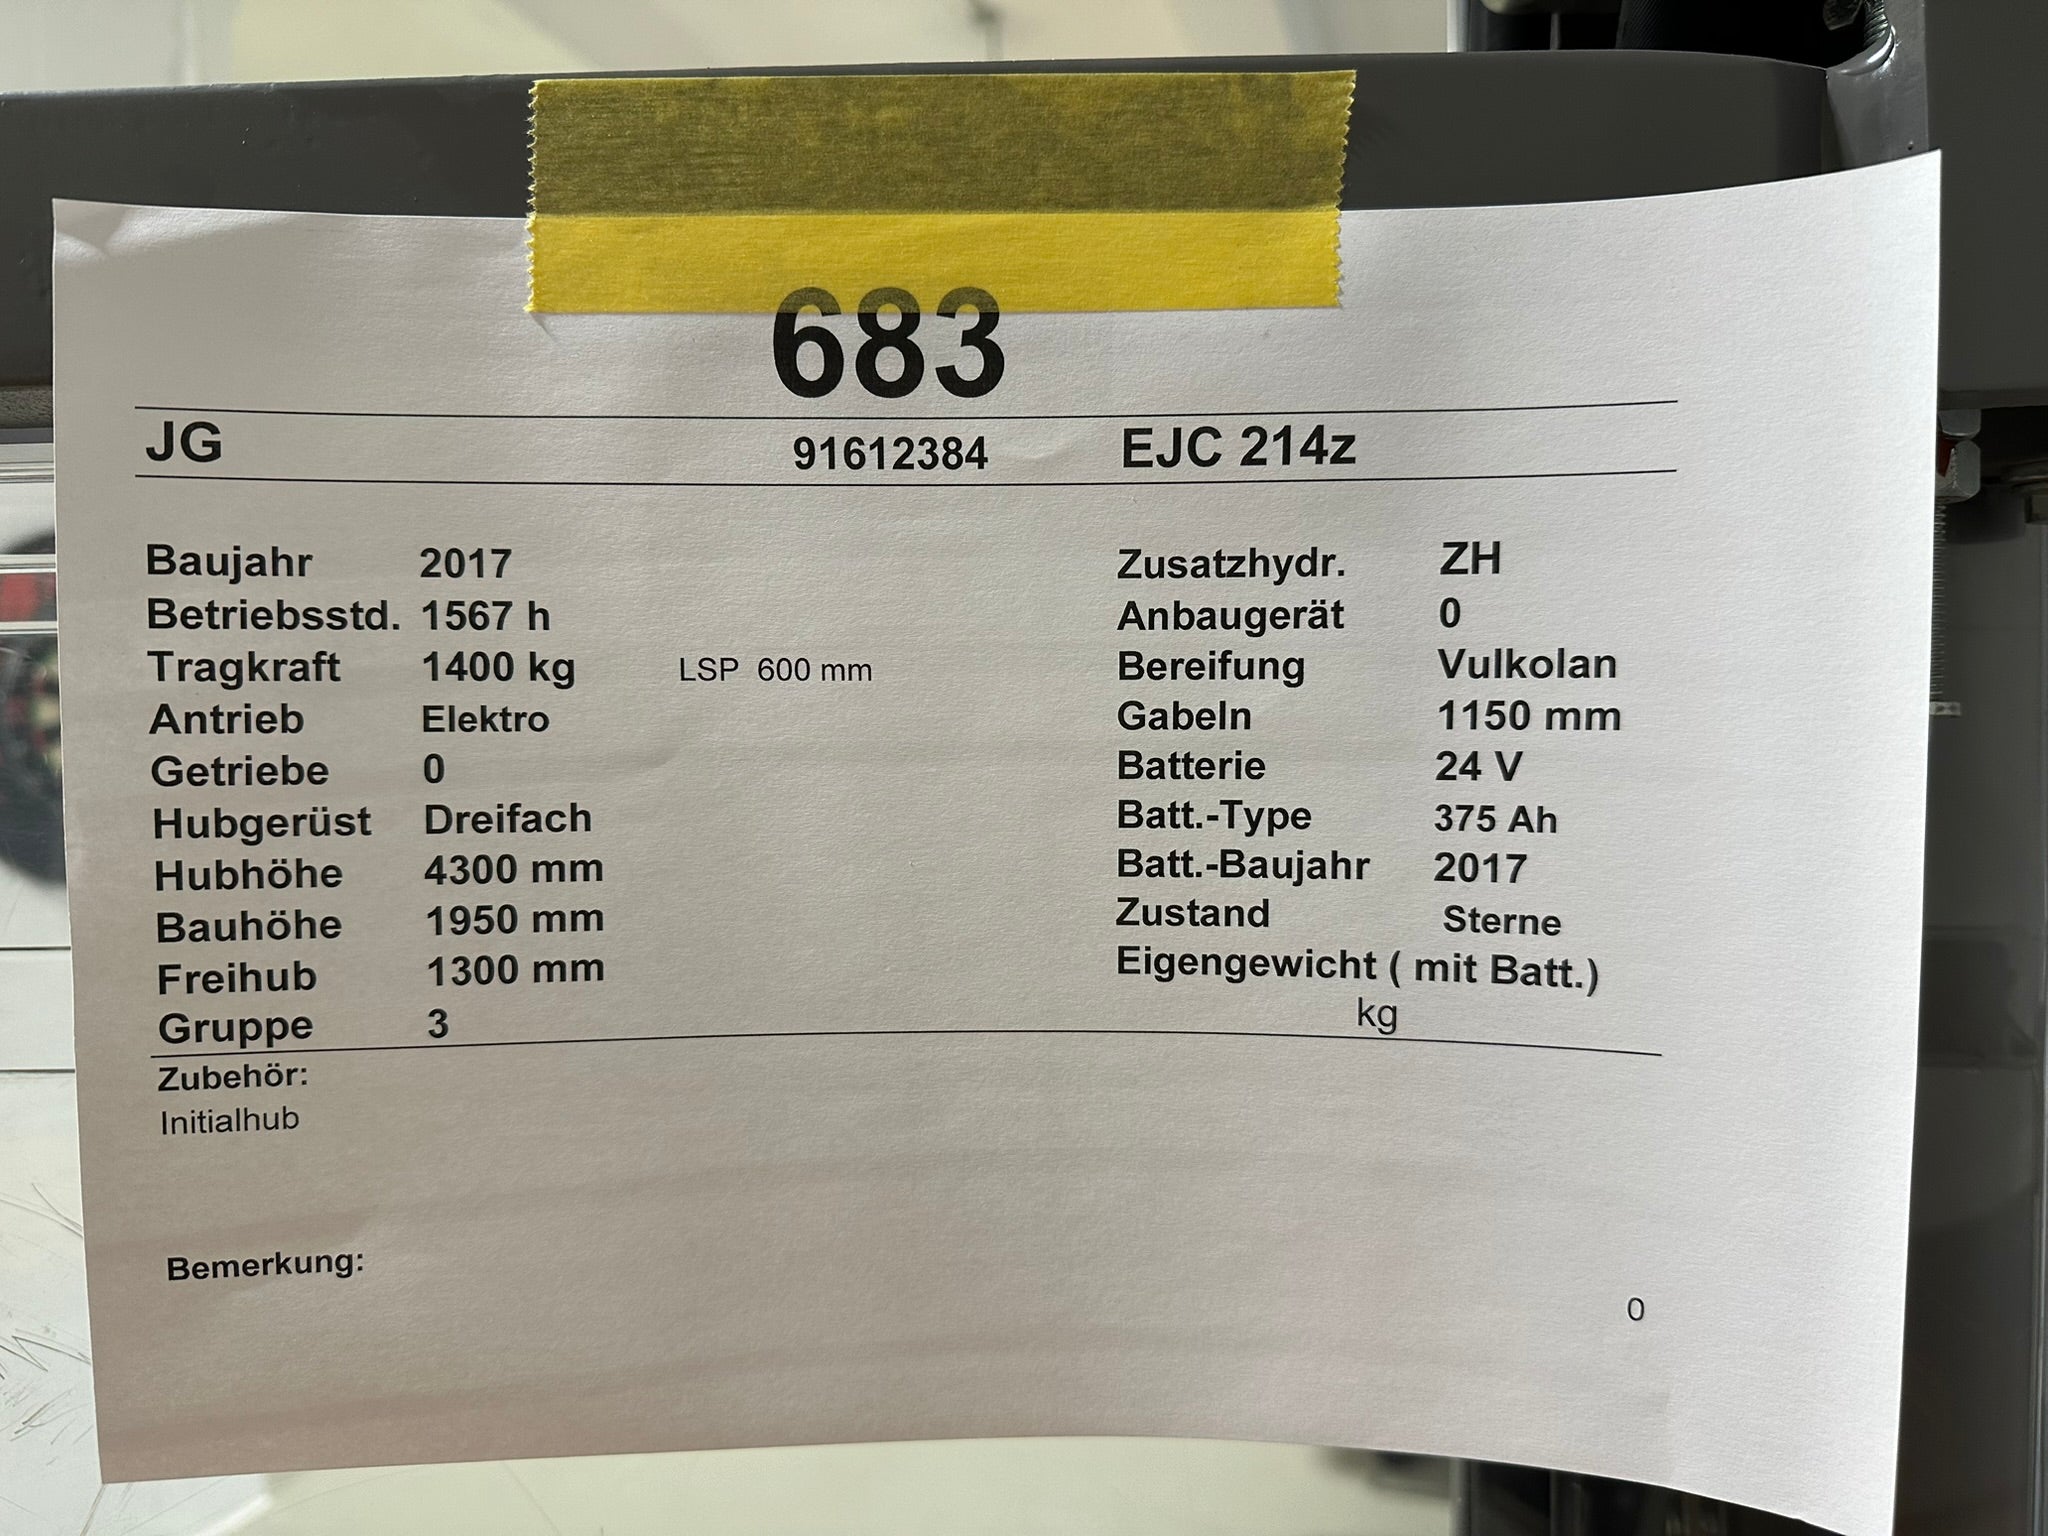 683
JG 91612384 EJC 214z
Baujahr 2017 Zusatzhydr. ZH
Betriebsstd. 1567 h Anbaugerät 0
Tragkraft 1400 kg LSP 600 mm Bereifung Vulkolan
Antrieb Elektro Gabeln 1150 mm
Getriebe 0 Batterie 24 V
Hubgerüst Dreifach Batt.-Type 375 Ah
Hubhöhe 4300 mm Batt.-Baujahr 2017
Bauhöhe 1950 mm Zustand Sterne
Freihub 1300 mm Eigengewicht ( mit Batt.)
Gruppe 3 kg
Zubehör:
Initialhub
Bemerkung:
0